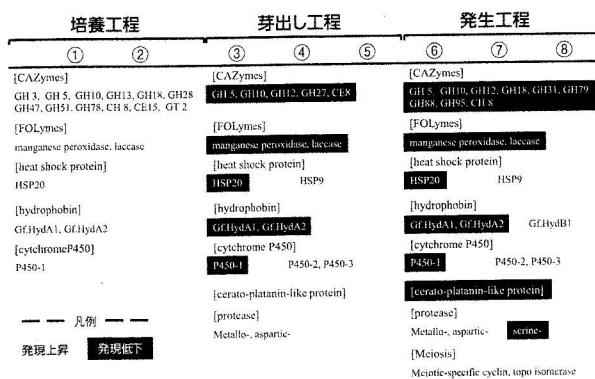 培養工程
① ②
[CAZymes]
GH 3, GH 5, GH10, GH13, GH18, GH28
GH47, GH51, GH78, CH 8, CE15, GT 2
[FOLymes]
manganese peroxidase, laccase
[heat shock protein]
HSP20
[hydrophobin]
Gf.HydA1, Gf.HydA2
[cytchromeP450]
P450-1
凡例
発現上昇 発現低下
芽出し工程
③ ④ ⑤
[CAZymes]
GH 5, GH10, GH12, GH27, CE8
[FOLymes]
manganese peroxidase, laccase
[heat shock protein]
HSP20 HSP9
[hydrophobin]
Gf.HydA1, Gf.HydA2
[cytchrome P450]
P450-1 P450-2, P450-3
[cerato-platanin-like protein]
[protease]
Metallo-, aspartic-
発生工程
⑥ ⑦ ⑧
[CAZymes]
GH 5, GH10, GH12, GH18, GH31, GH79
GH88, GH95, CH 8
[FOLymes]
manganese peroxidase, laccase
[heat shock protein]
HSP20 HSP9
[hydrophobin]
Gf.HydA1, Gf.HydA2 Gf.HydB1
[cytchrome P450]
P450-1 P450-2, P450-3
[cerato-platanin-like protein]
[protease]
Metallo-, aspartic- serine-
[Meiosis]
Meiotic-specific cyclin, topo isomerase